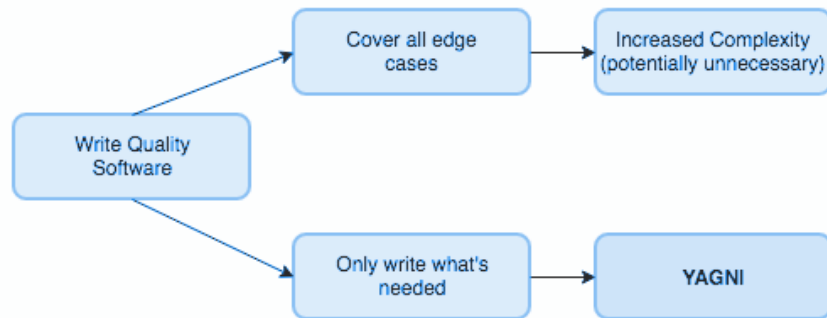 Cover all edge
cases
Increased Complexity
(potentially unnecessary)
Write Quality
Software
Only write what's
needed
YAGNI